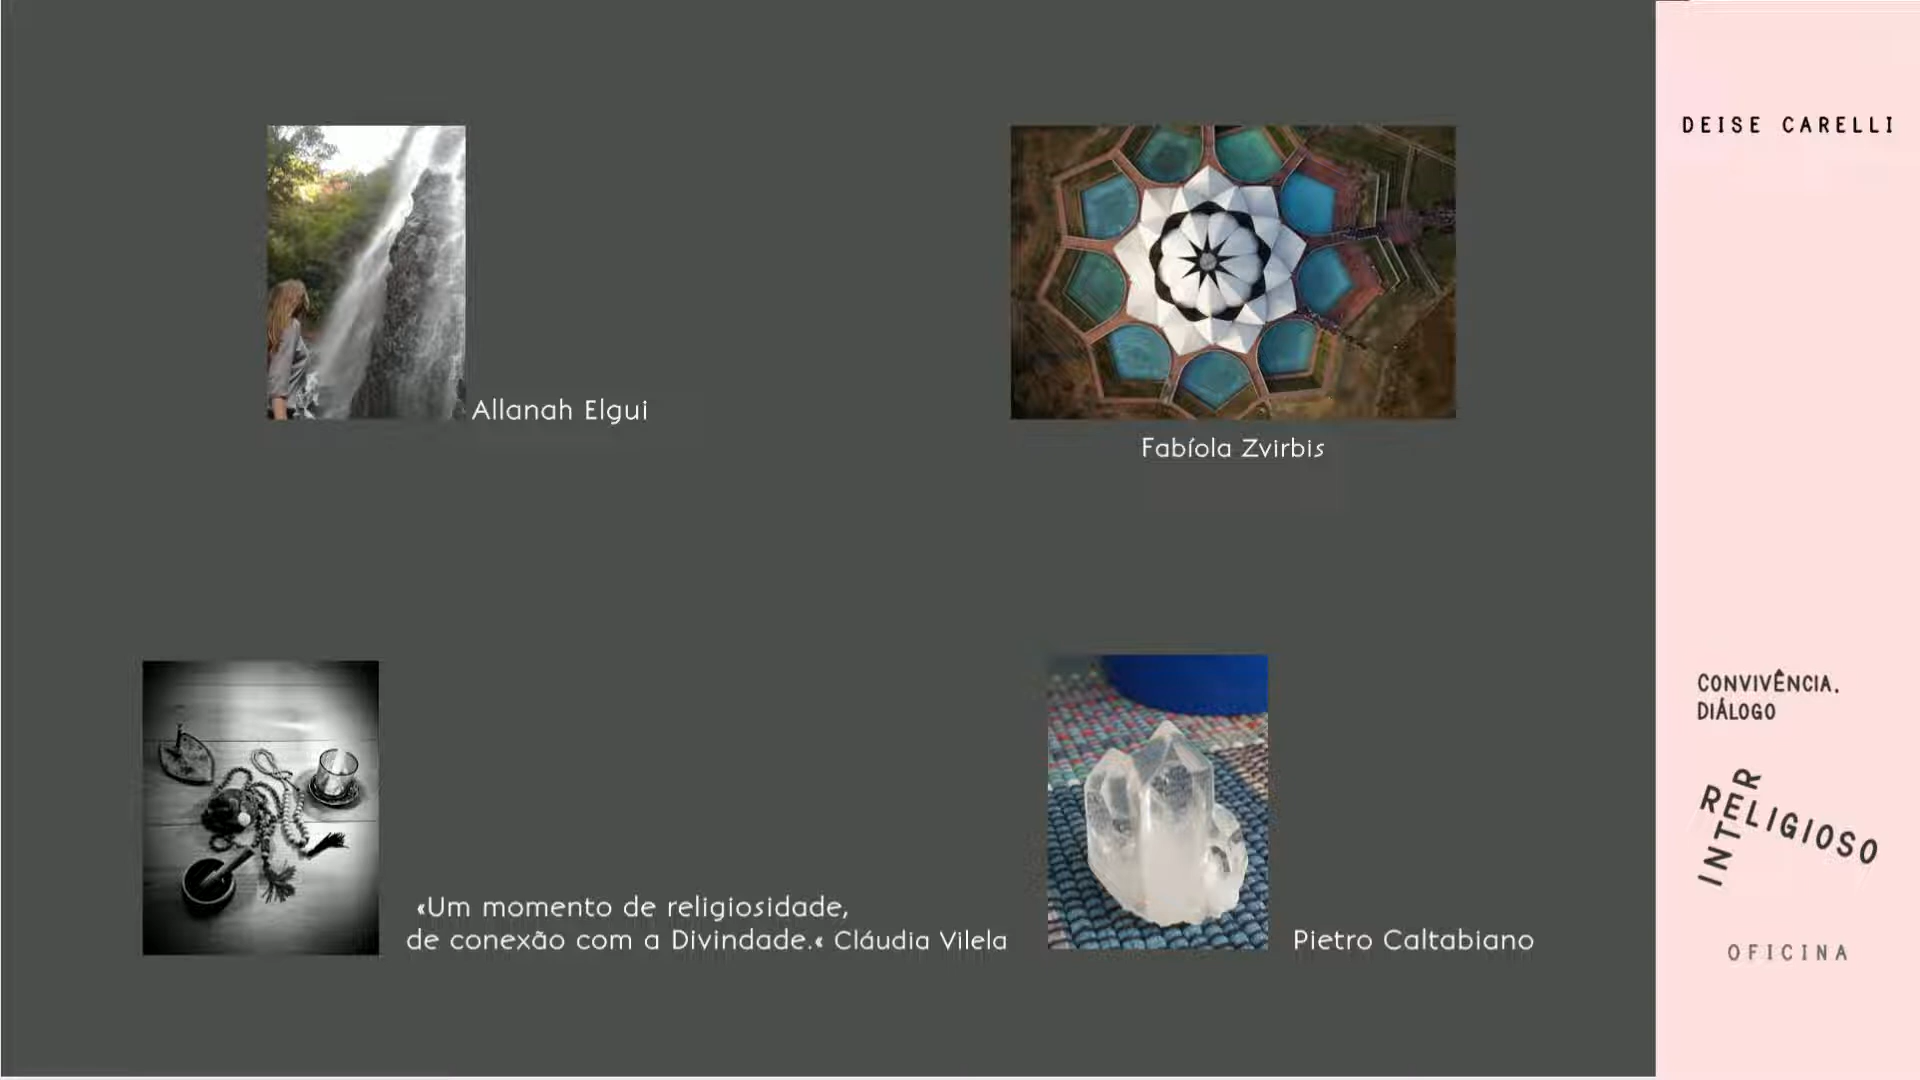 DEISE CARELLI
Allanah Elgui
Fabíola Zvirbis
CONVIVÊNCIA.
DIÁLOGO
INTER
RELIGIOSO
«Um momento de religiosidade,
de conexão com a Divindade.« Cláudia Vilela
Pietro Caltabiano
OFICINA